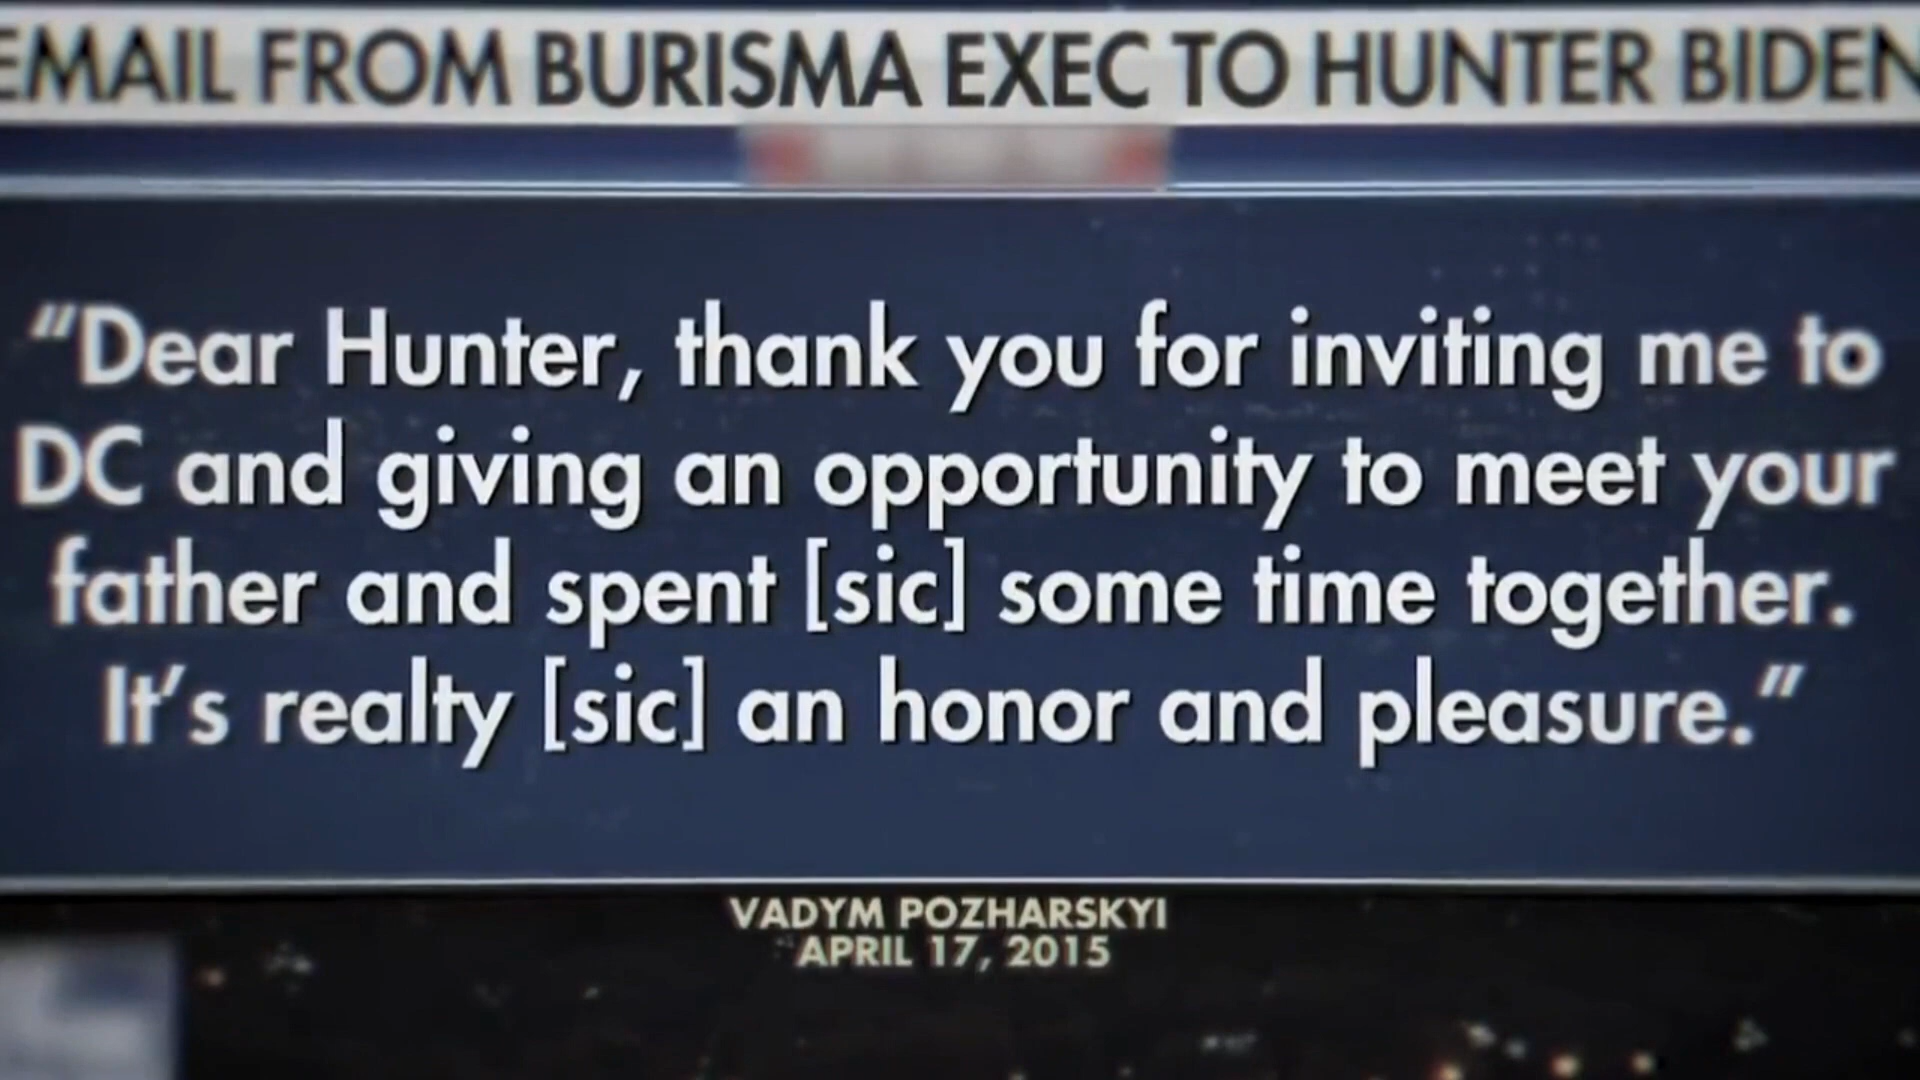 EMAIL FROM BURISMA EXEC TO HUNTER BIDEN
“Dear Hunter, thank you for inviting me to
DC and giving an opportunity to meet your
father and spent [sic] some time together.
It’s realty [sic] an honor and pleasure.”
VADYM POZHARSKYI
APRIL 17, 2015